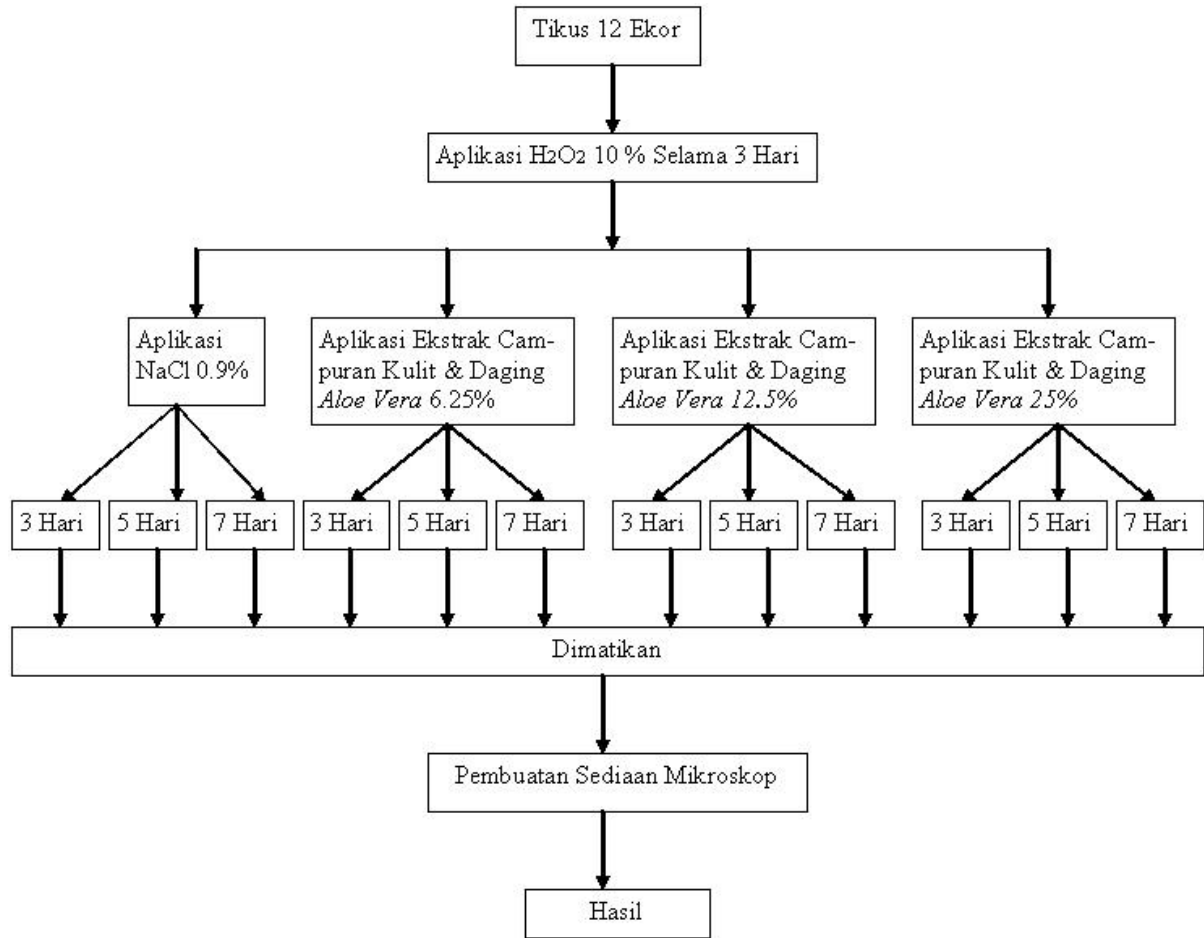 Tikus 12 Ekor
Aplikasi H2O2 10 % Selama 3 Hari
Aplikasi
NaCl 0.9%
Aplikasi Ekstrak Cam-
puran Kulit & Daging
Aloe Vera 6.25%
Aplikasi Ekstrak Cam-
puran Kulit & Daging
Aloe Vera 12.5%
Aplikasi Ekstrak Cam-
puran Kulit & Daging
Aloe Vera 25%
3 Hari
5 Hari
7 Hari
3 Hari
5 Hari
7 Hari
3 Hari
5 Hari
7 Hari
3 Hari
5 Hari
7 Hari
Dimatikan
Pembuatan Sediaan Mikroskop
Hasil